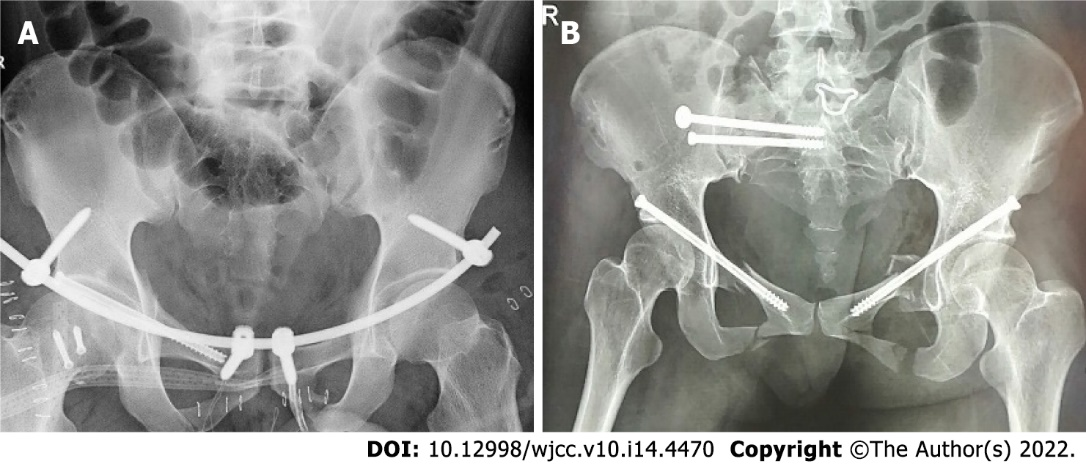 A
R
R
B
DOI: 10.12998/wjcc.v10.i14.4470 Copyright ©The Author(s) 2022.